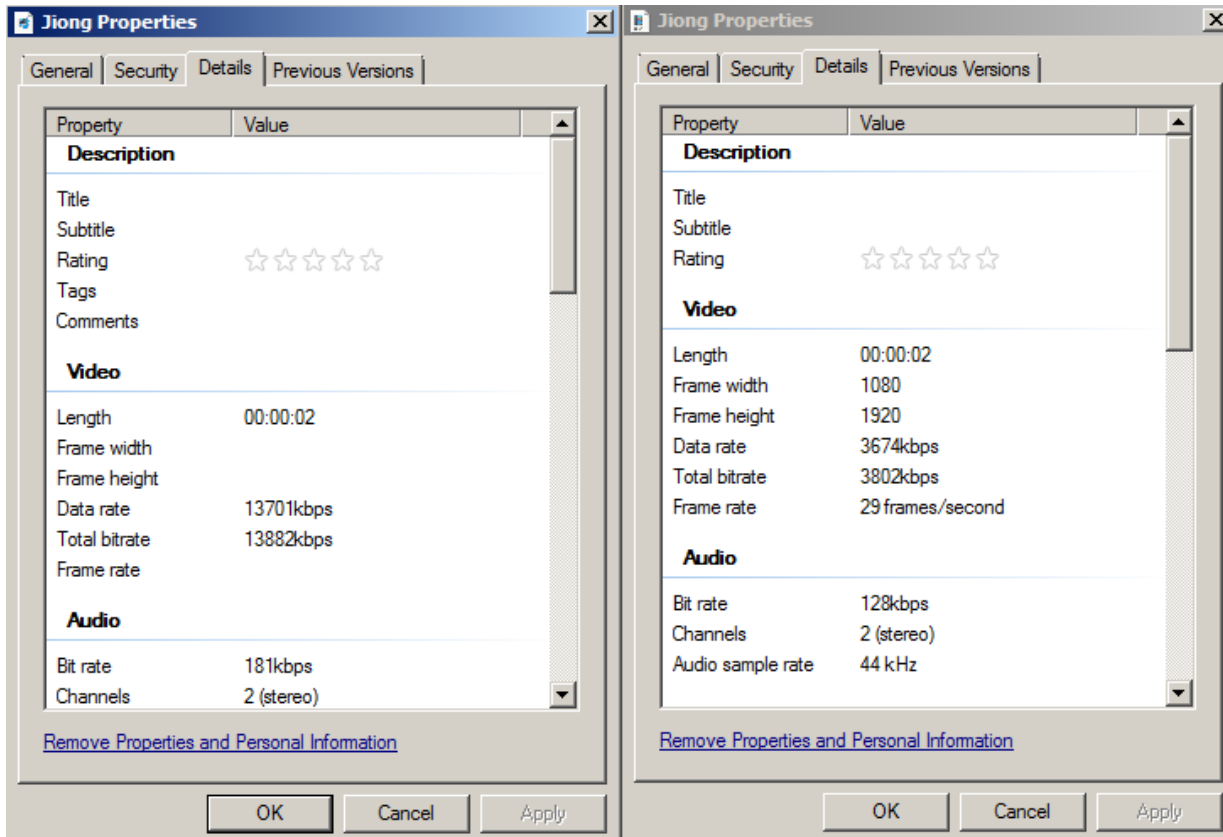 Jiong Properties
General Security Details Previous Versions
Property Value
Description
Title
Subtitle
Rating
Tags
Comments
Video
Length 00:00:02
Frame width
Frame height
Data rate 13701kbps
Total bitrate 13882kbps
Frame rate
Audio
Bit rate 181kbps
Channels 2 (stereo)
Remove Properties and Personal Information
OK Cancel Apply
Jiong Properties
General Security Details Previous Versions
Property Value
Description
Title
Subtitle
Rating
Video
Length 00:00:02
Frame width 1080
Frame height 1920
Data rate 3674kbps
Total bitrate 3802kbps
Frame rate 29 frames/second
Audio
Bit rate 128kbps
Channels 2 (stereo)
Audio sample rate 44 kHz
Remove Properties and Personal Information
OK Cancel Apply